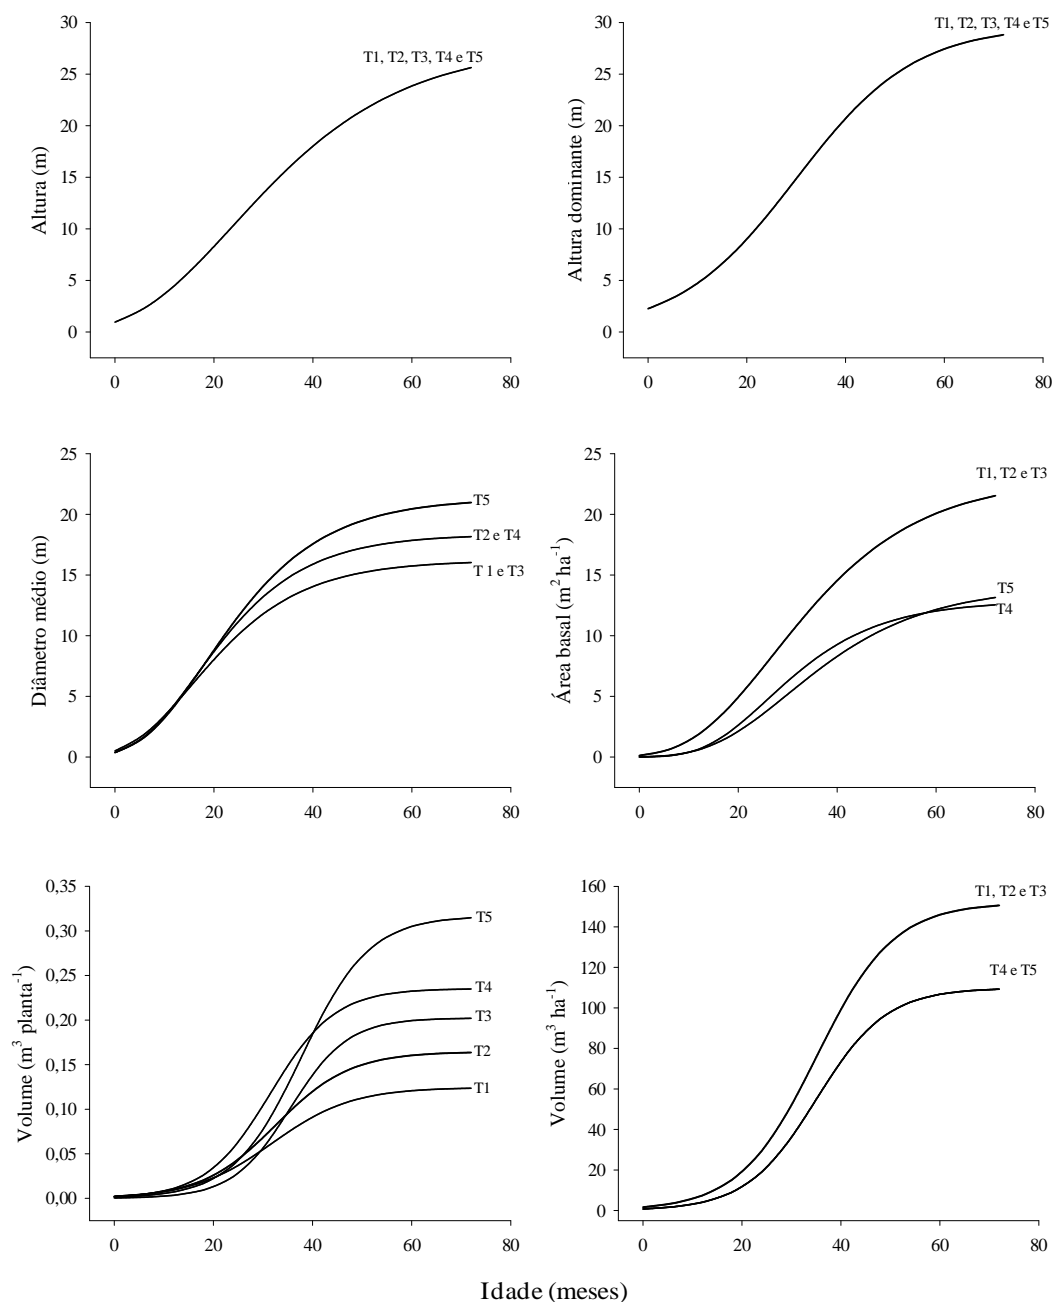 T1, T2, T3, T4 e T5
30
25
20
15
10
5
0
Altura (m)
0 20 40 60 80
T1, T2, T3, T4 e T5
30
25
20
15
10
5
0
Altura dominante (m)
0 20 40 60 80
25
20
15
10
5
0
Diâmetro médio (m)
T5
T2 e T4
T 1 e T3
0 20 40 60 80
25
20
15
10
5
0
Área basal (m² ha⁻¹)
T1, T2 e T3
T5
T4
0 20 40 60 80
0,35
0,30
0,25
0,20
0,15
0,10
0,05
0,00
Volume (m³ planta⁻¹)
T5
T4
T3
T2
T1
0 20 40 60 80
160
140
120
100
80
60
40
20
0
Volume (m³ ha⁻¹)
T1, T2 e T3
T4 e T5
0 20 40 60 80
Idade (meses)